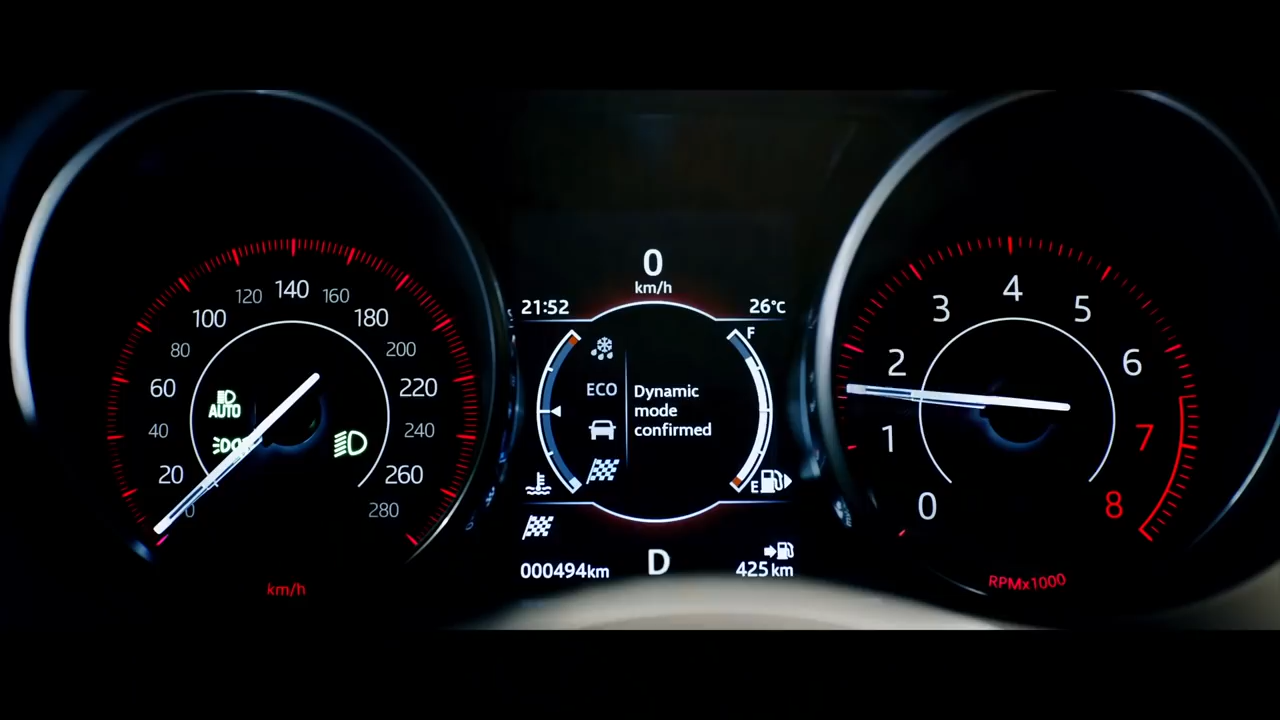 120 140 160
100 180
80 200
60 220
AUTO
40 240
20 260
0 280
km/h
0
km/h
21:52 26°C
F
ECO
Dynamic
mode
confirmed
E
000494km D 425 km
4
3 5
2 6
1 7
0 8
RPMx1000